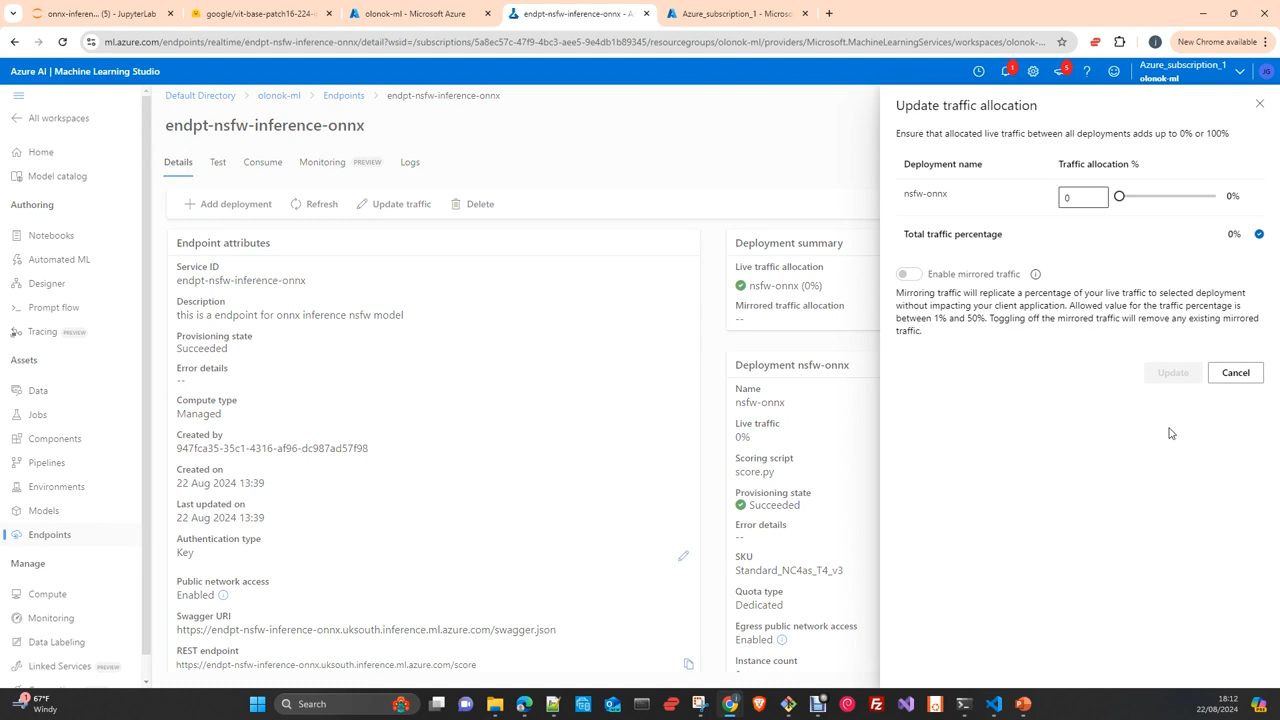 onnx-inferen... (5) - JupyterLab
google/vit-base-patch16-224-i
olonok-ml - Microsoft Azure
endpt-nsfw-inference-onnx - A
Azure_subscription_1 - Microso
ml.azure.com/endpoints/realtime/endpt-nsfw-inference-onnx/detail?wsid=/subscriptions/5a8ec57c-47f9-4bc3-aee5-9e4db1b89345/resourcegroups/olonok-ml/providers/Microsoft.MachineLearningServices/workspaces/olonok-...
New Chrome available
Azure AI | Machine Learning Studio
1
5
Azure_subscription_1
olonok-ml
JG
All workspaces
Home
Model catalog
Authoring
Notebooks
Automated ML
Designer
Prompt flow
Tracing PREVIEW
Assets
Data
Jobs
Components
Pipelines
Environments
Models
Endpoints
Manage
Compute
Monitoring
Data Labeling
Linked Services PREVIEW
Default Directory > olonok-ml > Endpoints > endpt-nsfw-inference-onnx
endpt-nsfw-inference-onnx
Details Test Consume Monitoring PREVIEW Logs
Add deployment Refresh Update traffic Delete
Endpoint attributes
Service ID
endpt-nsfw-inference-onnx
Description
this is a endpoint for onnx inference nsfw model
Provisioning state
Succeeded
Error details
--
Compute type
Managed
Created by
947fca35-35c1-4316-af96-dc987ad57f98
Created on
22 Aug 2024 13:39
Last updated on
22 Aug 2024 13:39
Authentication type
Key
Public network access
Enabled
Swagger URI
https://endpt-nsfw-inference-onnx.uksouth.inference.ml.azure.com/swagger.json
REST endpoint
https://endpt-nsfw-inference-onnx.uksouth.inference.ml.azure.com/score
Deployment summary
Live traffic allocation
nsfw-onnx (0%)
Mirrored traffic allocation
--
Deployment nsfw-onnx
Name
nsfw-onnx
Live traffic
0%
Scoring script
score.py
Provisioning state
Succeeded
Error details
--
SKU
Standard_NC4as_T4_v3
Quota type
Dedicated
Egress public network access
Enabled
Instance count
Update traffic allocation
Ensure that allocated live traffic between all deployments adds up to 0% or 100%
Deployment name Traffic allocation %
nsfw-onnx 0 0%
Total traffic percentage 0%
Enable mirrored traffic
Mirroring traffic will replicate a percentage of your live traffic to selected deployment
without impacting your client application. Allowed value for the traffic percentage is
between 1% and 50%. Toggling off the mirrored traffic will remove any existing mirrored
traffic.
Update Cancel
1
67°F
Windy
Search
18:12
22/08/2024